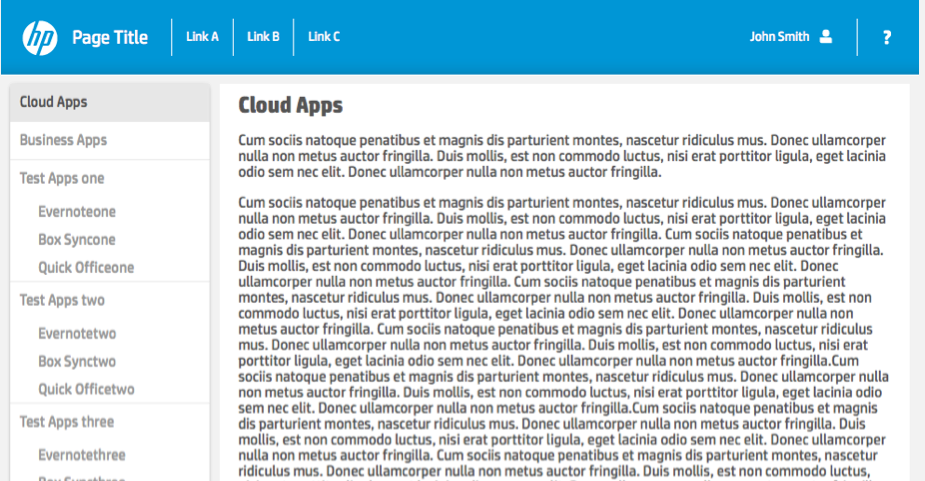 hp Page Title Link A Link B Link C John Smith ?
Cloud Apps
Business Apps
Test Apps one
Evernoteone
Box Syncone
Quick Officeone
Test Apps two
Evernotetwo
Box Synctwo
Quick Officetwo
Test Apps three
Evernotethree
Box Syncthree
Cloud Apps
Cum sociis natoque penatibus et magnis dis parturient montes, nascetur ridiculus mus. Donec ullamcorper
nulla non metus auctor fringilla. Duis mollis, est non commodo luctus, nisi erat porttitor ligula, eget lacinia
odio sem nec elit. Donec ullamcorper nulla non metus auctor fringilla.
Cum sociis natoque penatibus et magnis dis parturient montes, nascetur ridiculus mus. Donec ullamcorper
nulla non metus auctor fringilla. Duis mollis, est non commodo luctus, nisi erat porttitor ligula, eget lacinia
odio sem nec elit. Donec ullamcorper nulla non metus auctor fringilla. Cum sociis natoque penatibus et
magnis dis parturient montes, nascetur ridiculus mus. Donec ullamcorper nulla non metus auctor fringilla.
Duis mollis, est non commodo luctus, nisi erat porttitor ligula, eget lacinia odio sem nec elit. Donec
ullamcorper nulla non metus auctor fringilla. Cum sociis natoque penatibus et magnis dis parturient
montes, nascetur ridiculus mus. Donec ullamcorper nulla non metus auctor fringilla. Duis mollis, est non
commodo luctus, nisi erat porttitor ligula, eget lacinia odio sem nec elit. Donec ullamcorper nulla non
metus auctor fringilla. Cum sociis natoque penatibus et magnis dis parturient montes, nascetur ridiculus
mus. Donec ullamcorper nulla non metus auctor fringilla. Duis mollis, est non commodo luctus, nisi erat
porttitor ligula, eget lacinia odio sem nec elit. Donec ullamcorper nulla non metus auctor fringilla.Cum
sociis natoque penatibus et magnis dis parturient montes, nascetur ridiculus mus. Donec ullamcorper nulla
non metus auctor fringilla. Duis mollis, est non commodo luctus, nisi erat porttitor ligula, eget lacinia odio
sem nec elit. Donec ullamcorper nulla non metus auctor fringilla.Cum sociis natoque penatibus et magnis
dis parturient montes, nascetur ridiculus mus. Donec ullamcorper nulla non metus auctor fringilla. Duis
mollis, est non commodo luctus, nisi erat porttitor ligula, eget lacinia odio sem nec elit. Donec ullamcorper
nulla non metus auctor fringilla. Cum sociis natoque penatibus et magnis dis parturient montes, nascetur
ridiculus mus. Donec ullamcorper nulla non metus auctor fringilla. Duis mollis, est non commodo luctus,